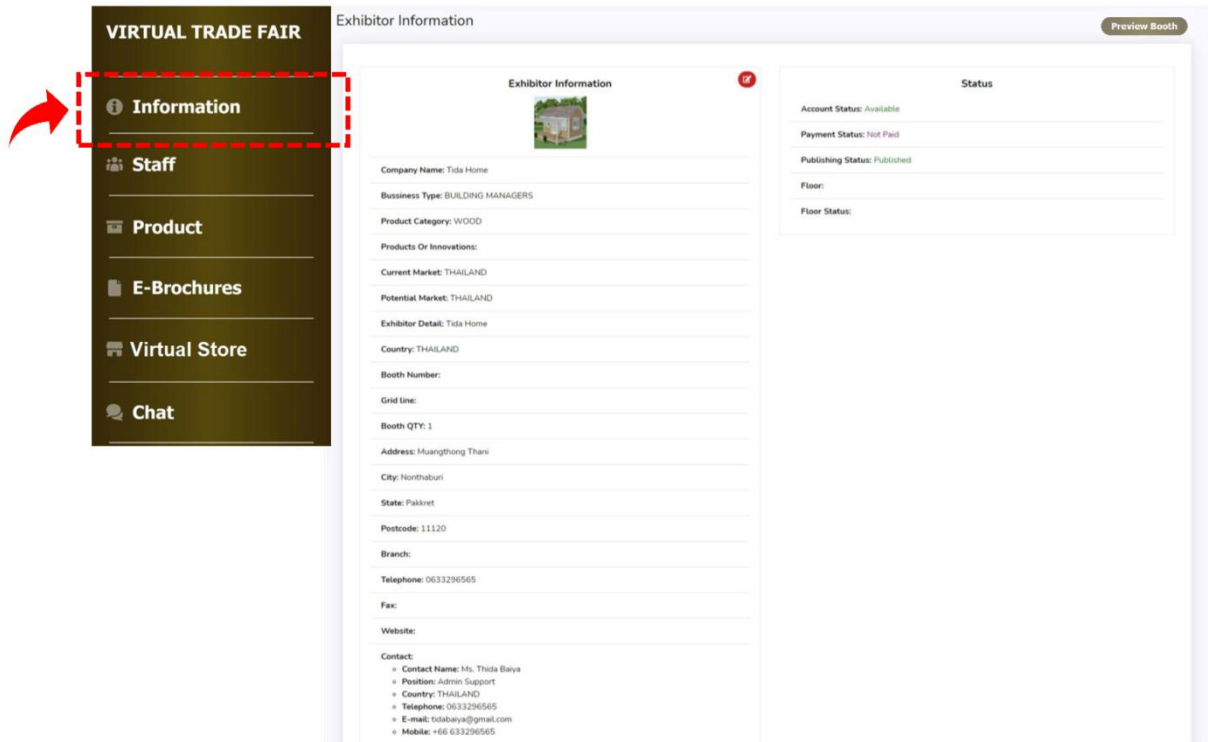 VIRTUAL TRADE FAIR
Information
Staff
Product
E-Brochures
Virtual Store
Chat
Exhibitor Information
Preview Booth
Exhibitor Information
Company Name: Tida Home
Bussiness Type: BUILDING MANAGERS
Product Category: WOOD
Products Or Innovations:
Current Market: THAILAND
Potential Market: THAILAND
Exhibitor Detail: Tida Home
Country: THAILAND
Booth Number:
Grid line:
Booth QTY: 1
Address: Muangthong Thani
City: Nonthaburi
State: Pakkret
Postcode: 11120
Branch:
Telephone: 0633296565
Fax:
Website:
Contact:
Contact Name: Ms. Thida Baiya
Position: Admin Support
Country: THAILAND
Telephone: 0633296565
E-mail: tidabaiya@gmail.com
Mobile: +66 633296565
Status
Account Status: Available
Payment Status: Not Paid
Publishing Status: Published
Floor:
Floor Status: